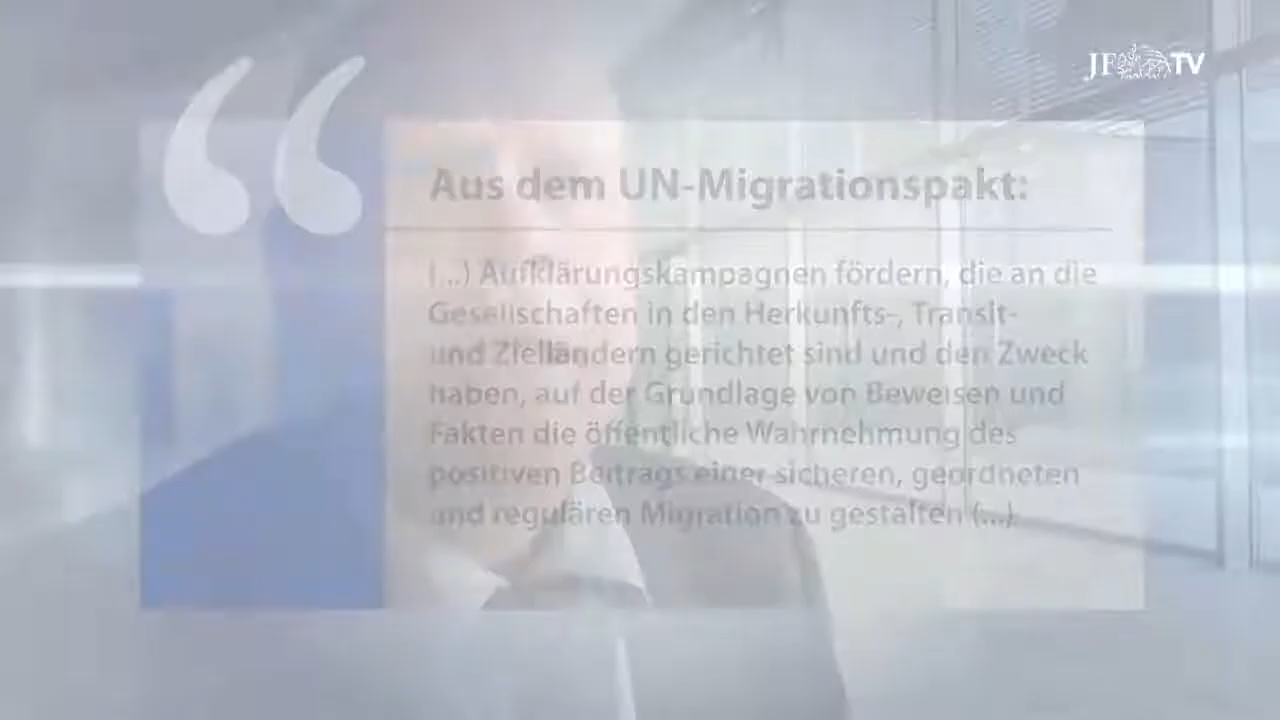 JF TV
Aus dem UN-Migrationspakt:
(...) Aufklärungskampagnen fördern, die an die
Gesellschaften in den Herkunfts-, Transit-
und Zielländern gerichtet sind und den Zweck
haben, auf der Grundlage von Beweisen und
Fakten die öffentliche Wahrnehmung des
positiven Beitrags einer sicheren, geordneten
und regulären Migration zu gestalten (...)